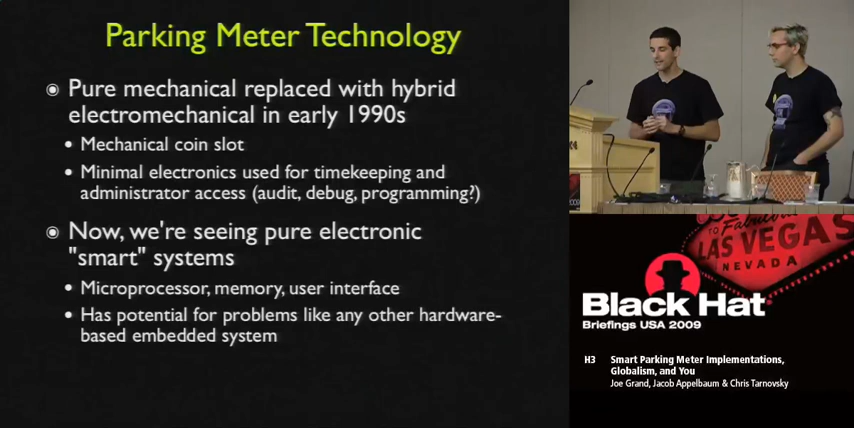 Parking Meter Technology
Pure mechanical replaced with hybrid
electromechanical in early 1990s
Mechanical coin slot
Minimal electronics used for timekeeping and
administrator access (audit, debug, programming?)
Now, we're seeing pure electronic
"smart" systems
Microprocessor, memory, user interface
Has potential for problems like any other hardware-
based embedded system
TO Fabulous
LAS VEGAS
NEVADA
Black Hat
Briefings USA 2009
H3 Smart Parking Meter Implementations,
Globalism, and You
Joe Grand, Jacob Appelbaum & Chris Tarnovsky